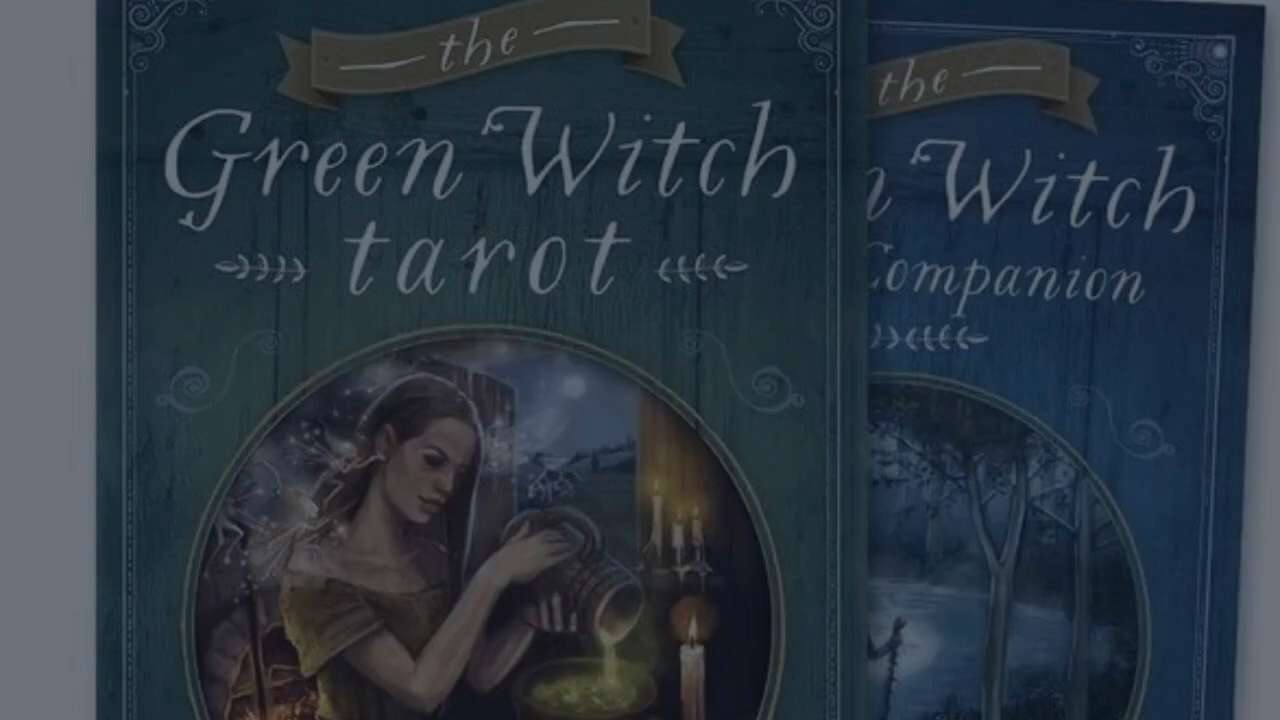 the
Green Witch
tarot
the
n Witch
Companion